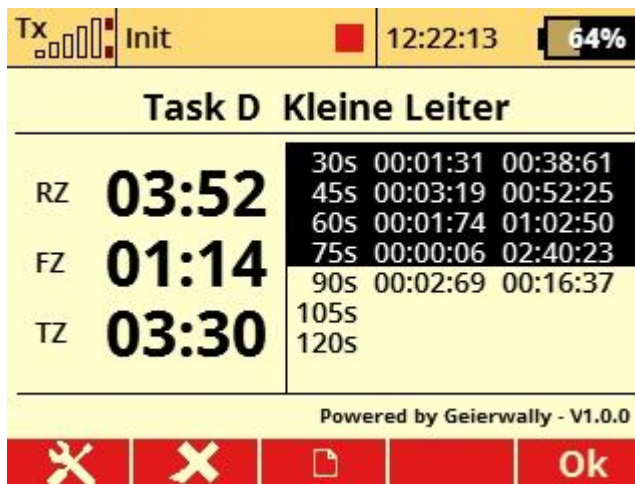 Tx Init 12:22:13 64%
Task D Kleine Leiter
RZ 03:52
FZ 01:14
TZ 03:30
30s 00:01:31 00:38:61
45s 00:03:19 00:52:25
60s 00:01:74 01:02:50
75s 00:00:06 02:40:23
90s 00:02:69 00:16:37
105s
120s
Powered by Geierwally - V1.0.0
Ok